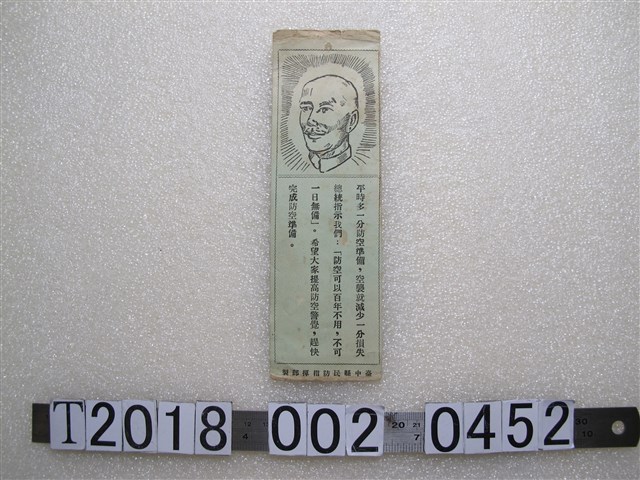 平時多一分防空準備，空襲就減少一分損失
總統指示我們：「防空可以百年不用，不可
一日無備」。希望大家提高防空警覺，趕快
完成防空準備。
臺中縣民防指揮部製
T2018 002 0452